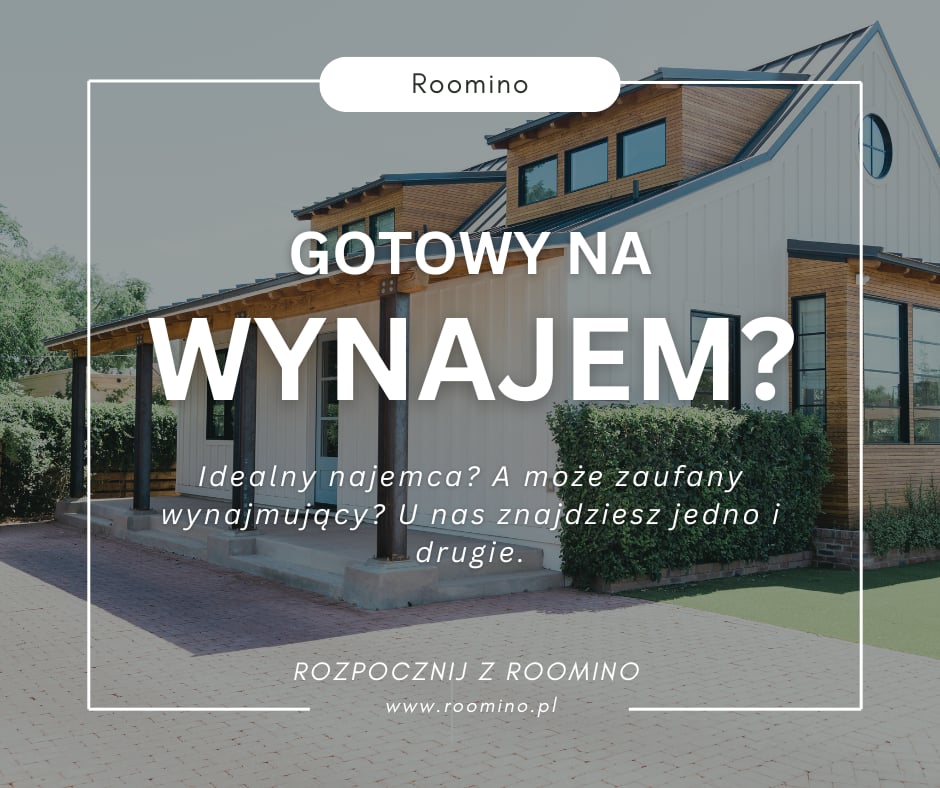 Roomino
GOTOWY NA
WYNAJEM?
Idealny najemca? A może zaufany
wynajmujący? U nas znajdziesz jedno i
drugie.
ROZPOCZNIJ Z ROOMINO
www.roomino.pl